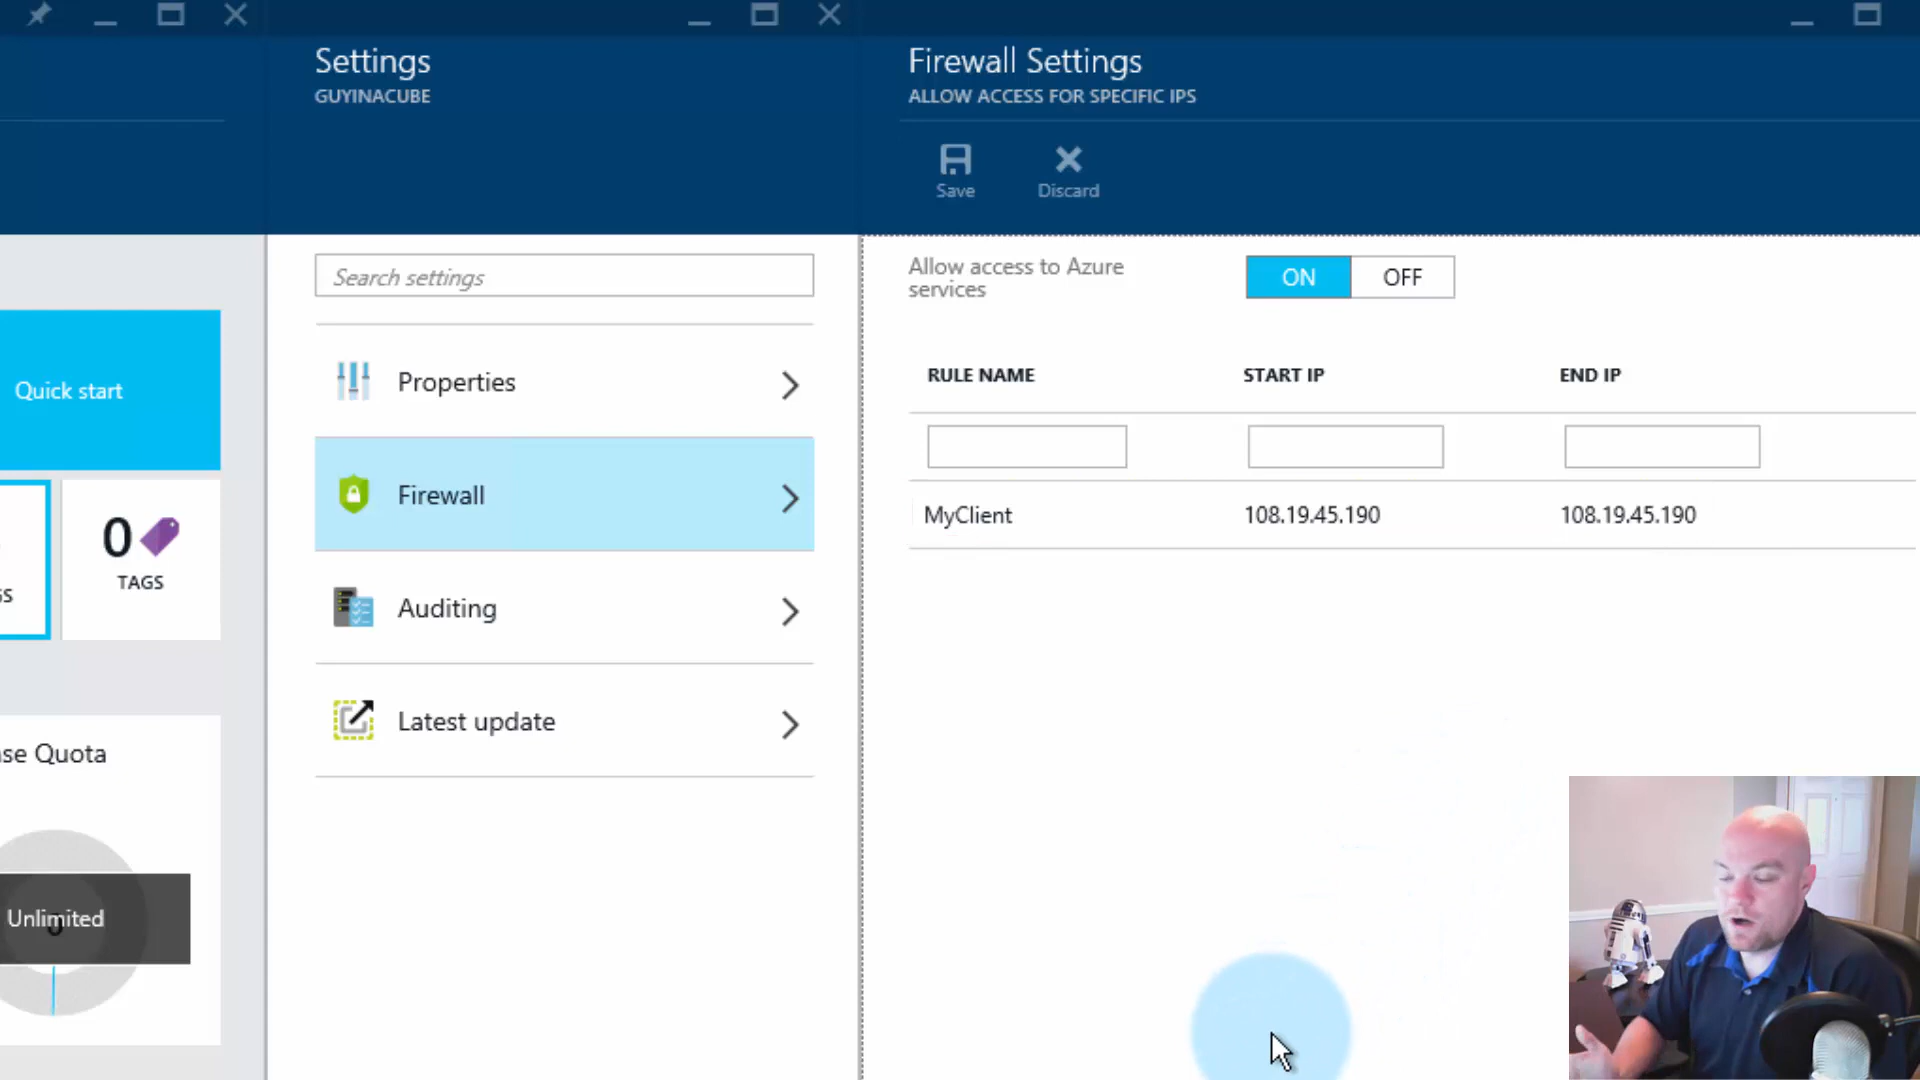 Settings
GUYINACUBE
Firewall Settings
ALLOW ACCESS FOR SPECIFIC IPS
Save
Discard
Search settings
Allow access to Azure
services
ON
OFF
Quick start
Properties
RULE NAME
START IP
END IP
Firewall
MyClient
108.19.45.190
108.19.45.190
0
TAGS
Auditing
Latest update
se Quota
Unlimited